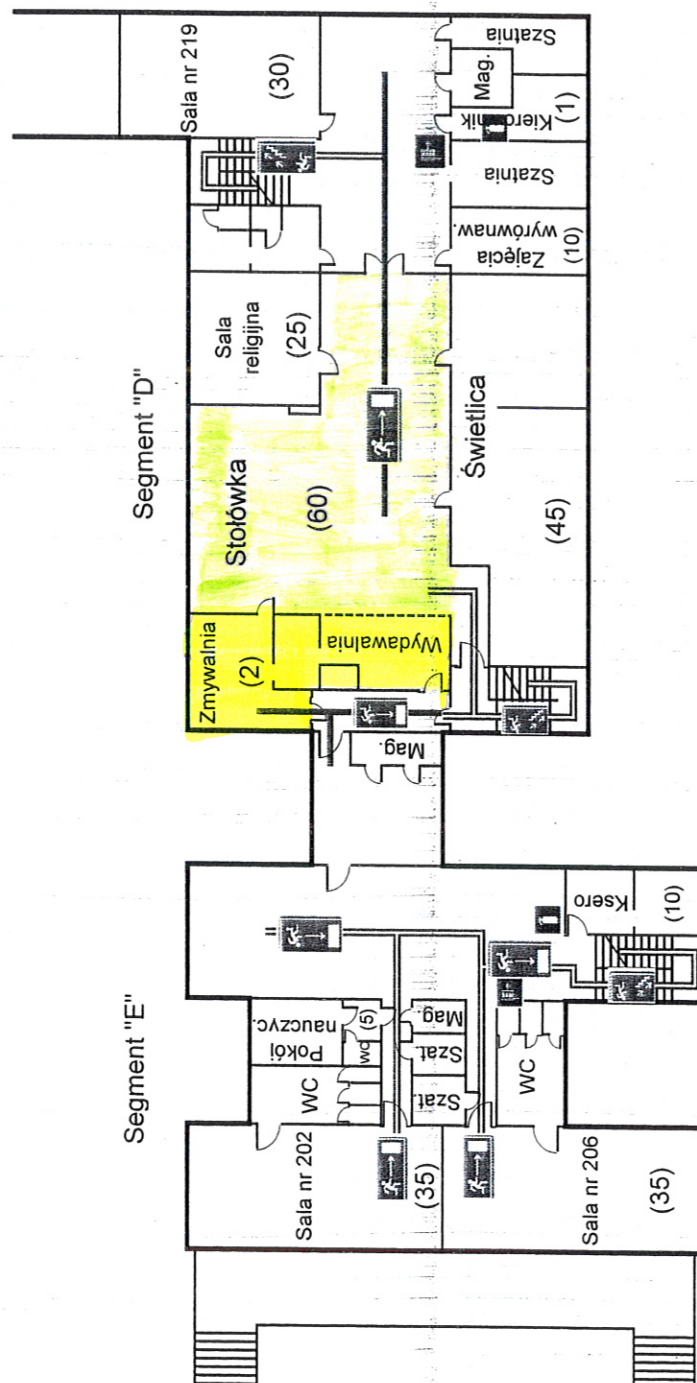 Segment "E"
Segment "D"
Sala nr 202
(35)
Sala nr 206
(35)
WC
Pokój
nauczyc.
wc
(5)
Szat.
Szat.
Mag
WC
Ksero
(10)
Mag.
Zmywalnia
(2)
Wydawalnia
Stołówka
(60)
Świetlica
(45)
Sala
religijna
(25)
Zajęcia
wyrównaw.
(10)
Szatnia
Kierownik
(1)
Mag.
Szatnia
Sala nr 219
(30)